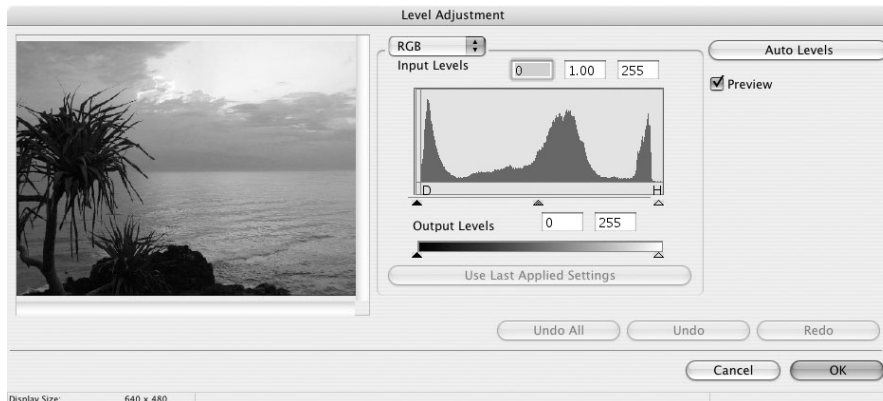 Level Adjustment
RGB
Input Levels 0 1.00 255
D H
Output Levels 0 255
Use Last Applied Settings
Auto Levels
Preview
Undo All Undo Redo
Cancel OK
Display Size: 640 x 480